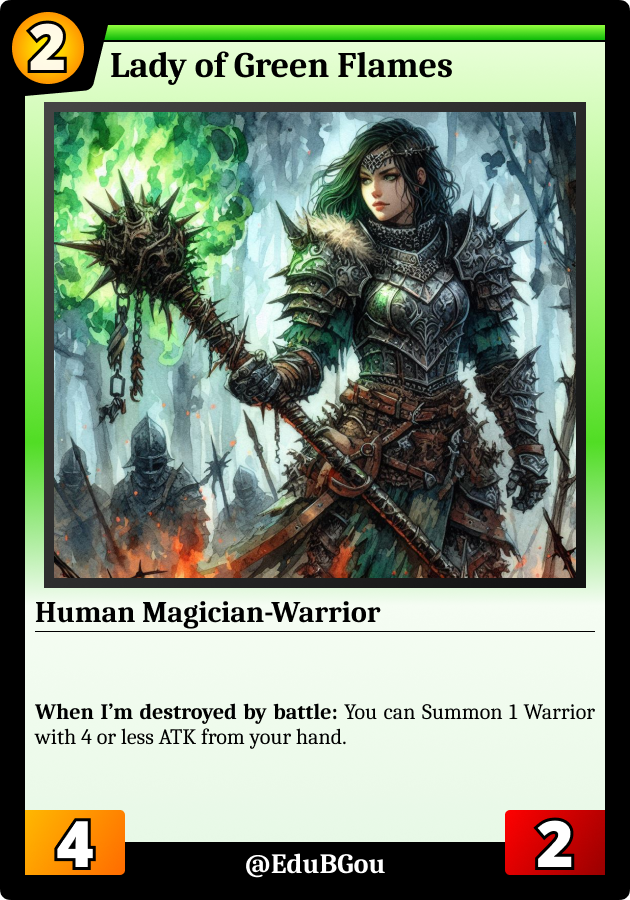 2
Lady of Green Flames
Human Magician-Warrior
When I’m destroyed by battle: You can Summon 1 Warrior
with 4 or less ATK from your hand.
4
@EduBGou
2